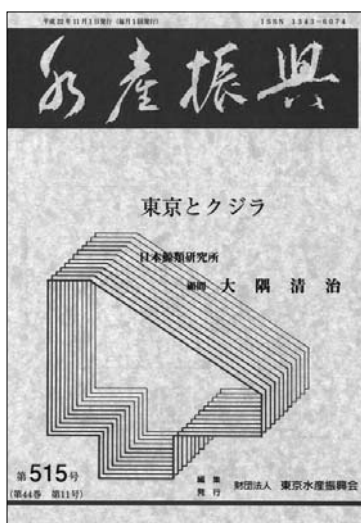 平成22年11月1日発行(毎月1回発行) ISSN 1343-6074
水産振興
東京とクジラ
日本鯨類研究所
顧問 大隅清治
第515号
(第44巻 第11号)
編集
発行 財団法人 東京水産振興会